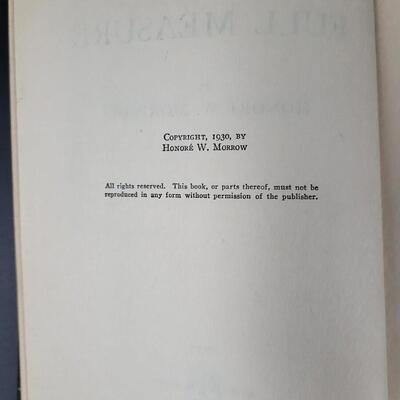 Copyright, 1930, by
Honoré W. Morrow
All rights reserved. This book, or parts thereof, must not be
reproduced in any form without permission of the publisher.